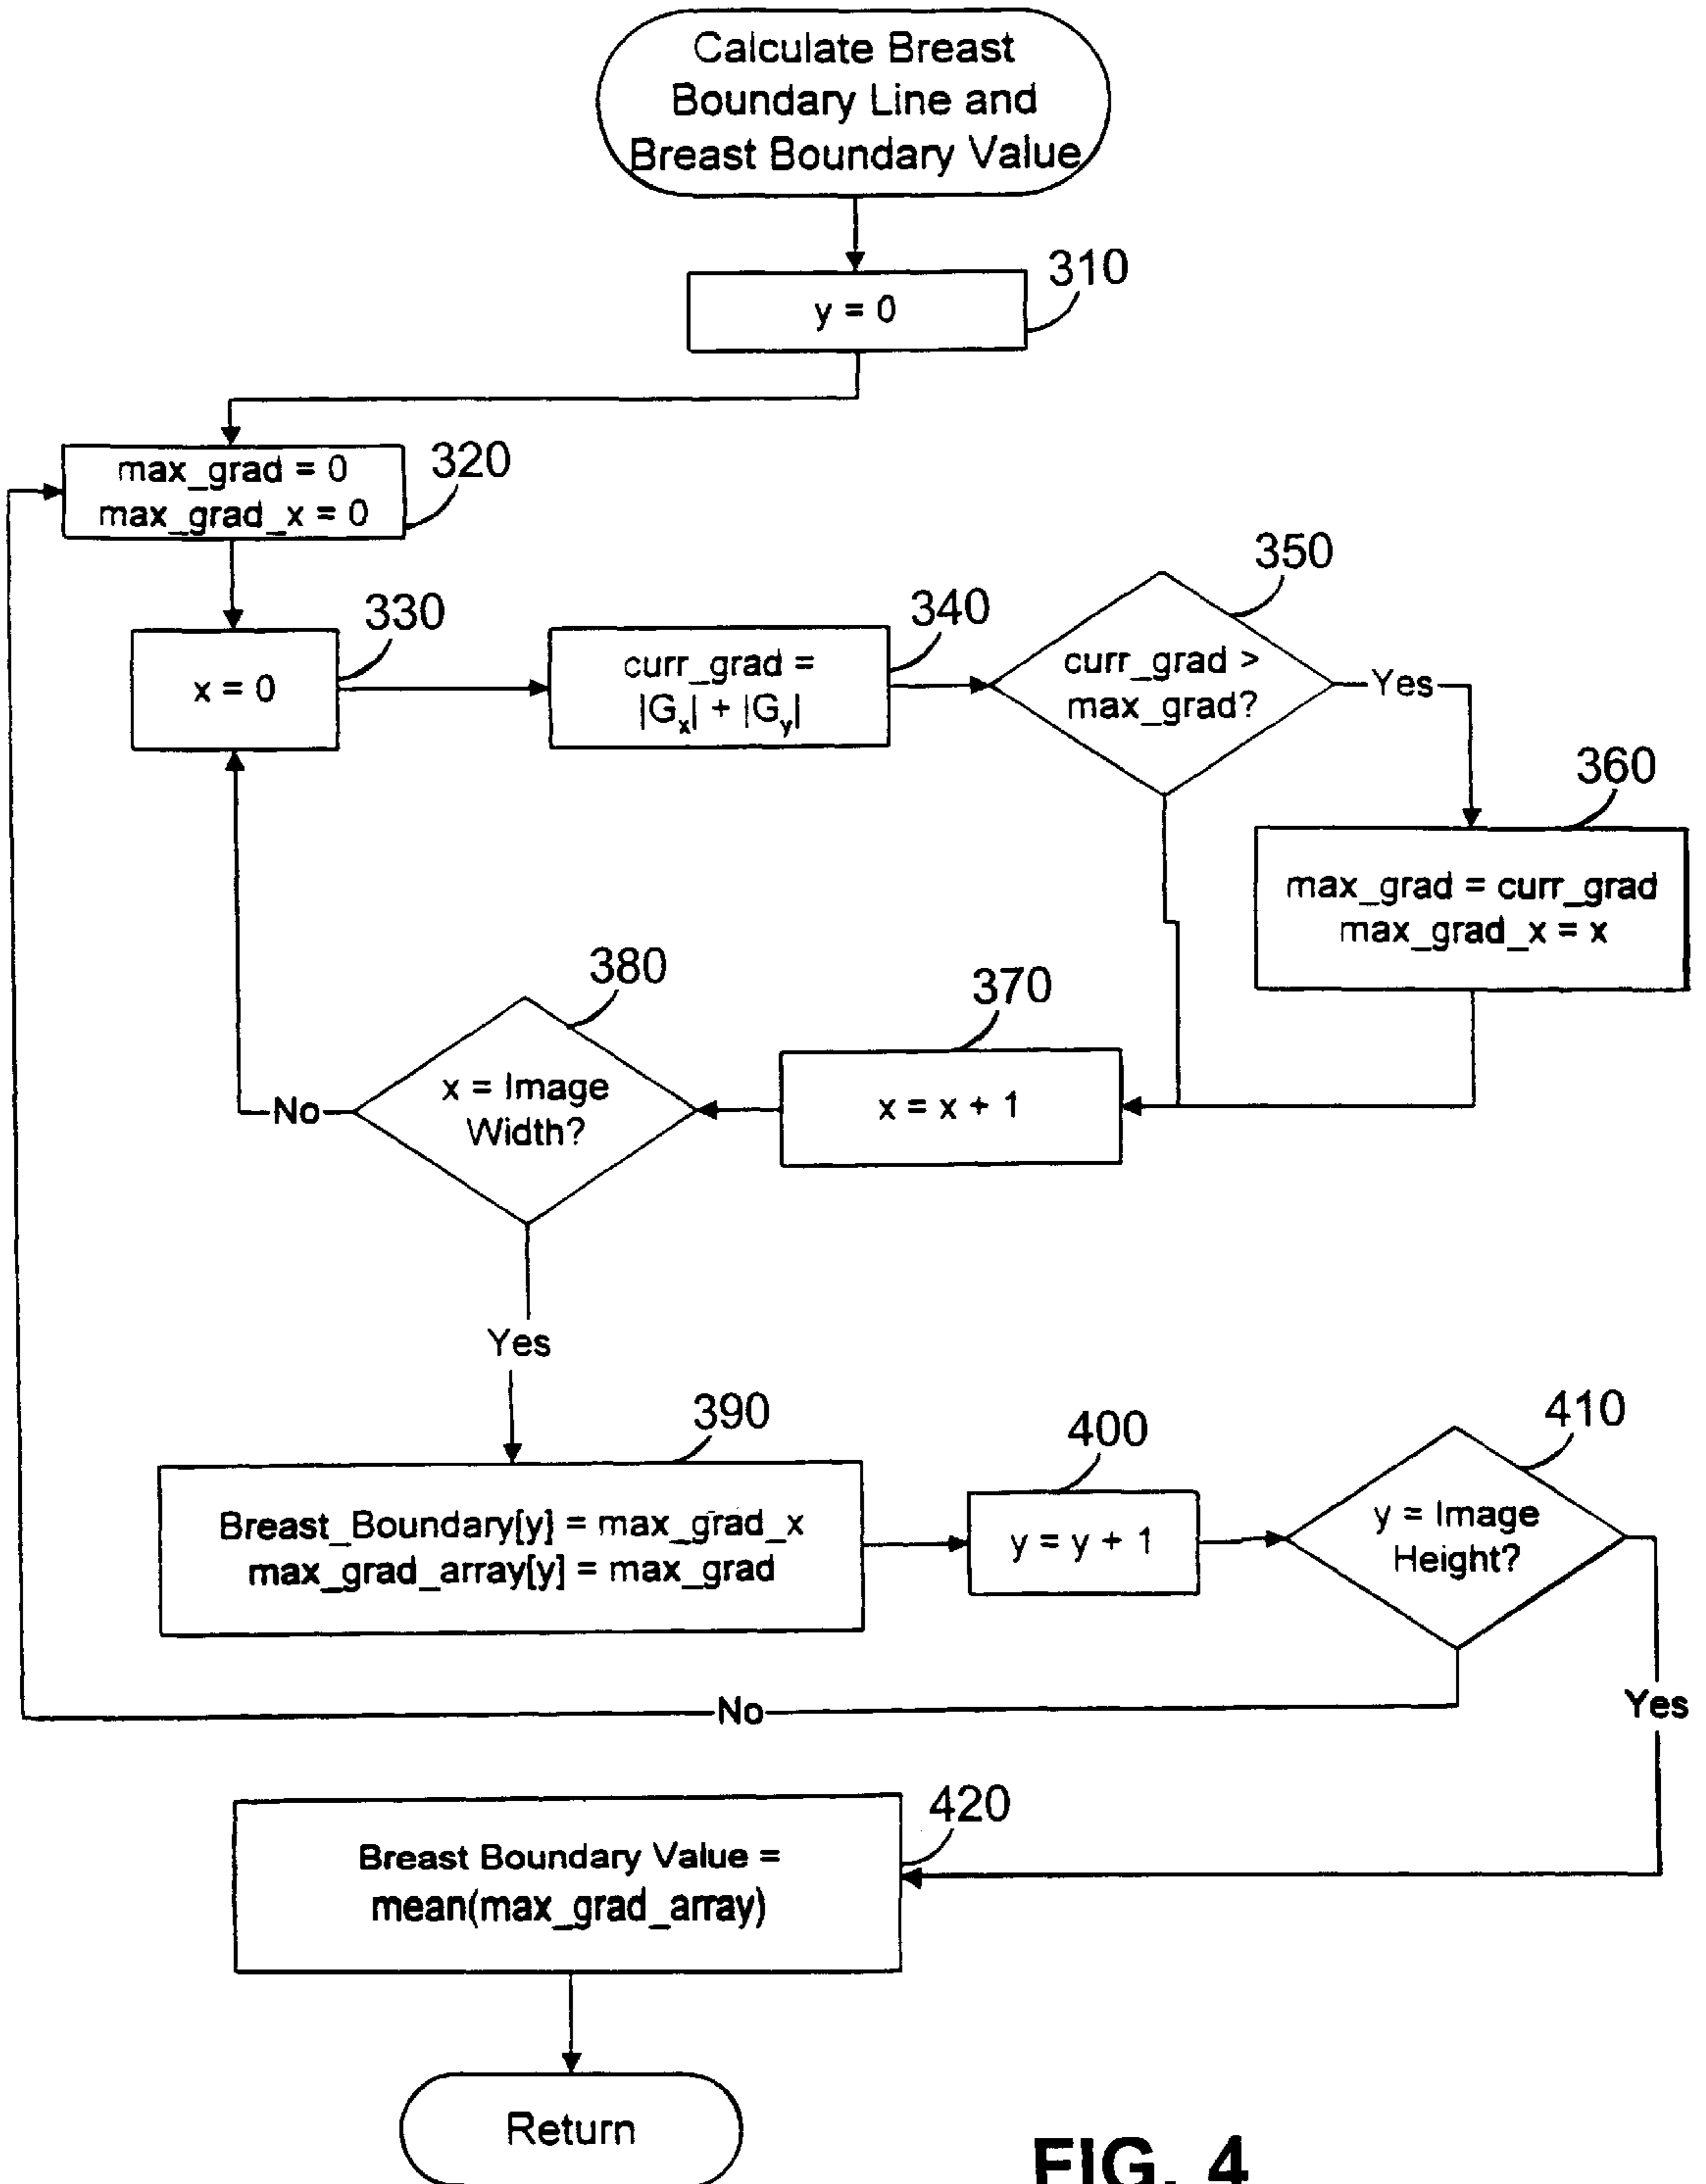 Calculate Breast
Boundary Line and
Breast Boundary Value
310
y = 0
max_grad = 0
max_grad_x = 0
320
330
x = 0
340
curr_grad =
|Gx| + |Gy|
350
curr_grad >
max_grad?
Yes
360
max_grad = curr_grad
max_grad_x = x
370
x = x + 1
380
x = Image
Width?
No
Yes
390
Breast_Boundary[y] = max_grad_x
max_grad_array[y] = max_grad
400
y = y + 1
410
y = Image
Height?
No
Yes
420
Breast Boundary Value =
mean(max_grad_array)
Return
FIG. 4